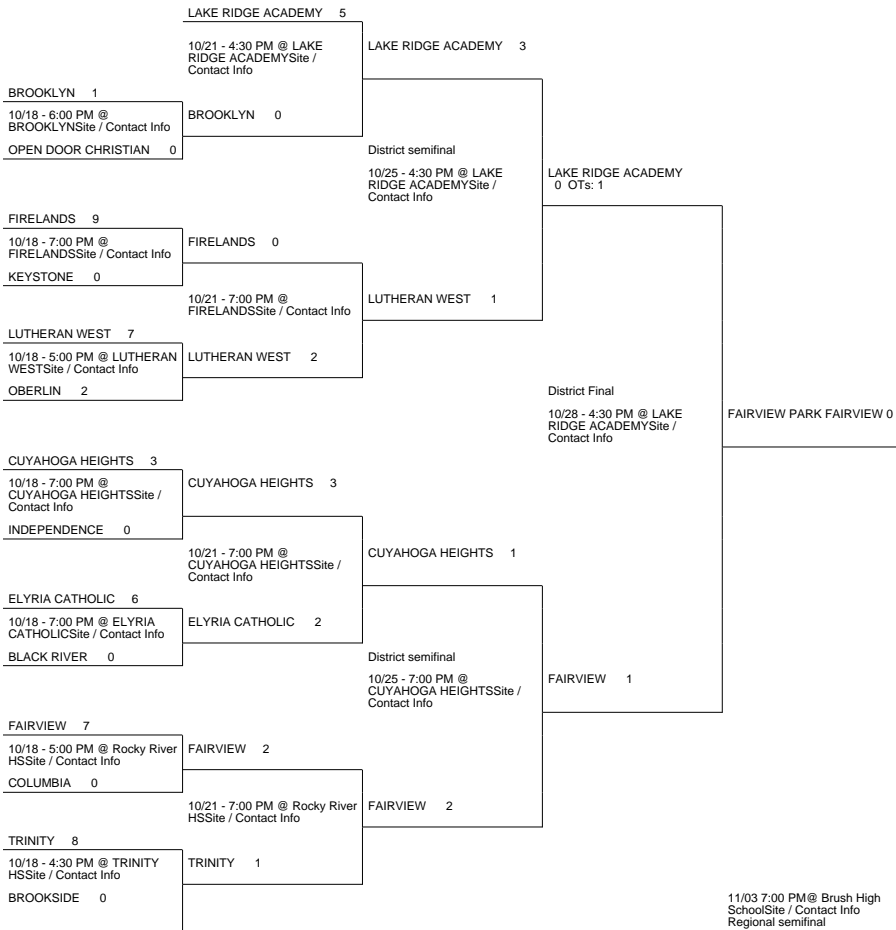 LAKE RIDGE ACADEMY 5
10/21 - 4:30 PM @ LAKE
RIDGE ACADEMYSite /
Contact Info
LAKE RIDGE ACADEMY 3
BROOKLYN 1
10/18 - 6:00 PM @
BROOKLYNSite / Contact Info
BROOKLYN 0
OPEN DOOR CHRISTIAN 0
District semifinal
10/25 - 4:30 PM @ LAKE
RIDGE ACADEMYSite /
Contact Info
LAKE RIDGE ACADEMY
0 OTs: 1
FIRELANDS 9
10/18 - 7:00 PM @
FIRELANDSSite / Contact Info
FIRELANDS 0
KEYSTONE 0
10/21 - 7:00 PM @
FIRELANDSSite / Contact Info
LUTHERAN WEST 1
LUTHERAN WEST 7
10/18 - 5:00 PM @ LUTHERAN
WESTSite / Contact Info
LUTHERAN WEST 2
OBERLIN 2
District Final
10/28 - 4:30 PM @ LAKE
RIDGE ACADEMYSite /
Contact Info
FAIRVIEW PARK FAIRVIEW 0
CUYAHOGA HEIGHTS 3
10/18 - 7:00 PM @
CUYAHOGA HEIGHTSSite /
Contact Info
CUYAHOGA HEIGHTS 3
INDEPENDENCE 0
10/21 - 7:00 PM @
CUYAHOGA HEIGHTSSite /
Contact Info
CUYAHOGA HEIGHTS 1
ELYRIA CATHOLIC 6
10/18 - 7:00 PM @ ELYRIA
CATHOLICSite / Contact Info
ELYRIA CATHOLIC 2
BLACK RIVER 0
District semifinal
10/25 - 7:00 PM @
CUYAHOGA HEIGHTSSite /
Contact Info
FAIRVIEW 1
FAIRVIEW 7
10/18 - 5:00 PM @ Rocky River
HSSite / Contact Info
FAIRVIEW 2
COLUMBIA 0
10/21 - 7:00 PM @ Rocky River
HSSite / Contact Info
FAIRVIEW 2
TRINITY 8
10/18 - 4:30 PM @ TRINITY
HSSite / Contact Info
TRINITY 1
BROOKSIDE 0
11/03 7:00 PM@ Brush High
SchoolSite / Contact Info
Regional semifinal